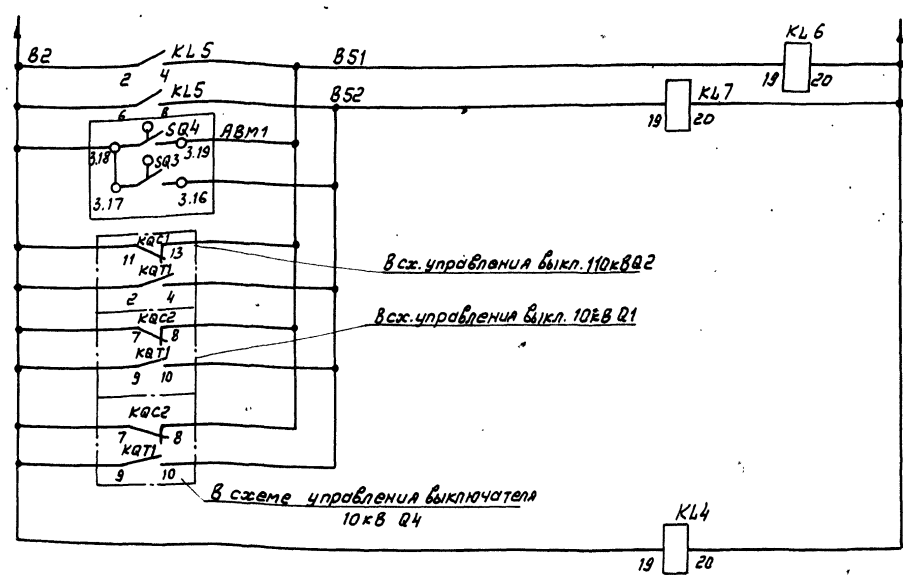 KL6
B2 KL5 B51
2 4 19 20
KL5 B52 KL7
6 8 19 20
SQ4 АВМ1
3.18 3.19
SQ3
3.17 3.16
KQC1
11 13
В сх. управления выкл. 110кВ Q2
KQT1
2 4
KQC2
В сх. управления выкл. 10кВ Q1
7 8
KQT1
9 10
KQC2
7 8
KQT1
9 10
В схеме управления выключателя
10кВ Q4
KL4
19 20